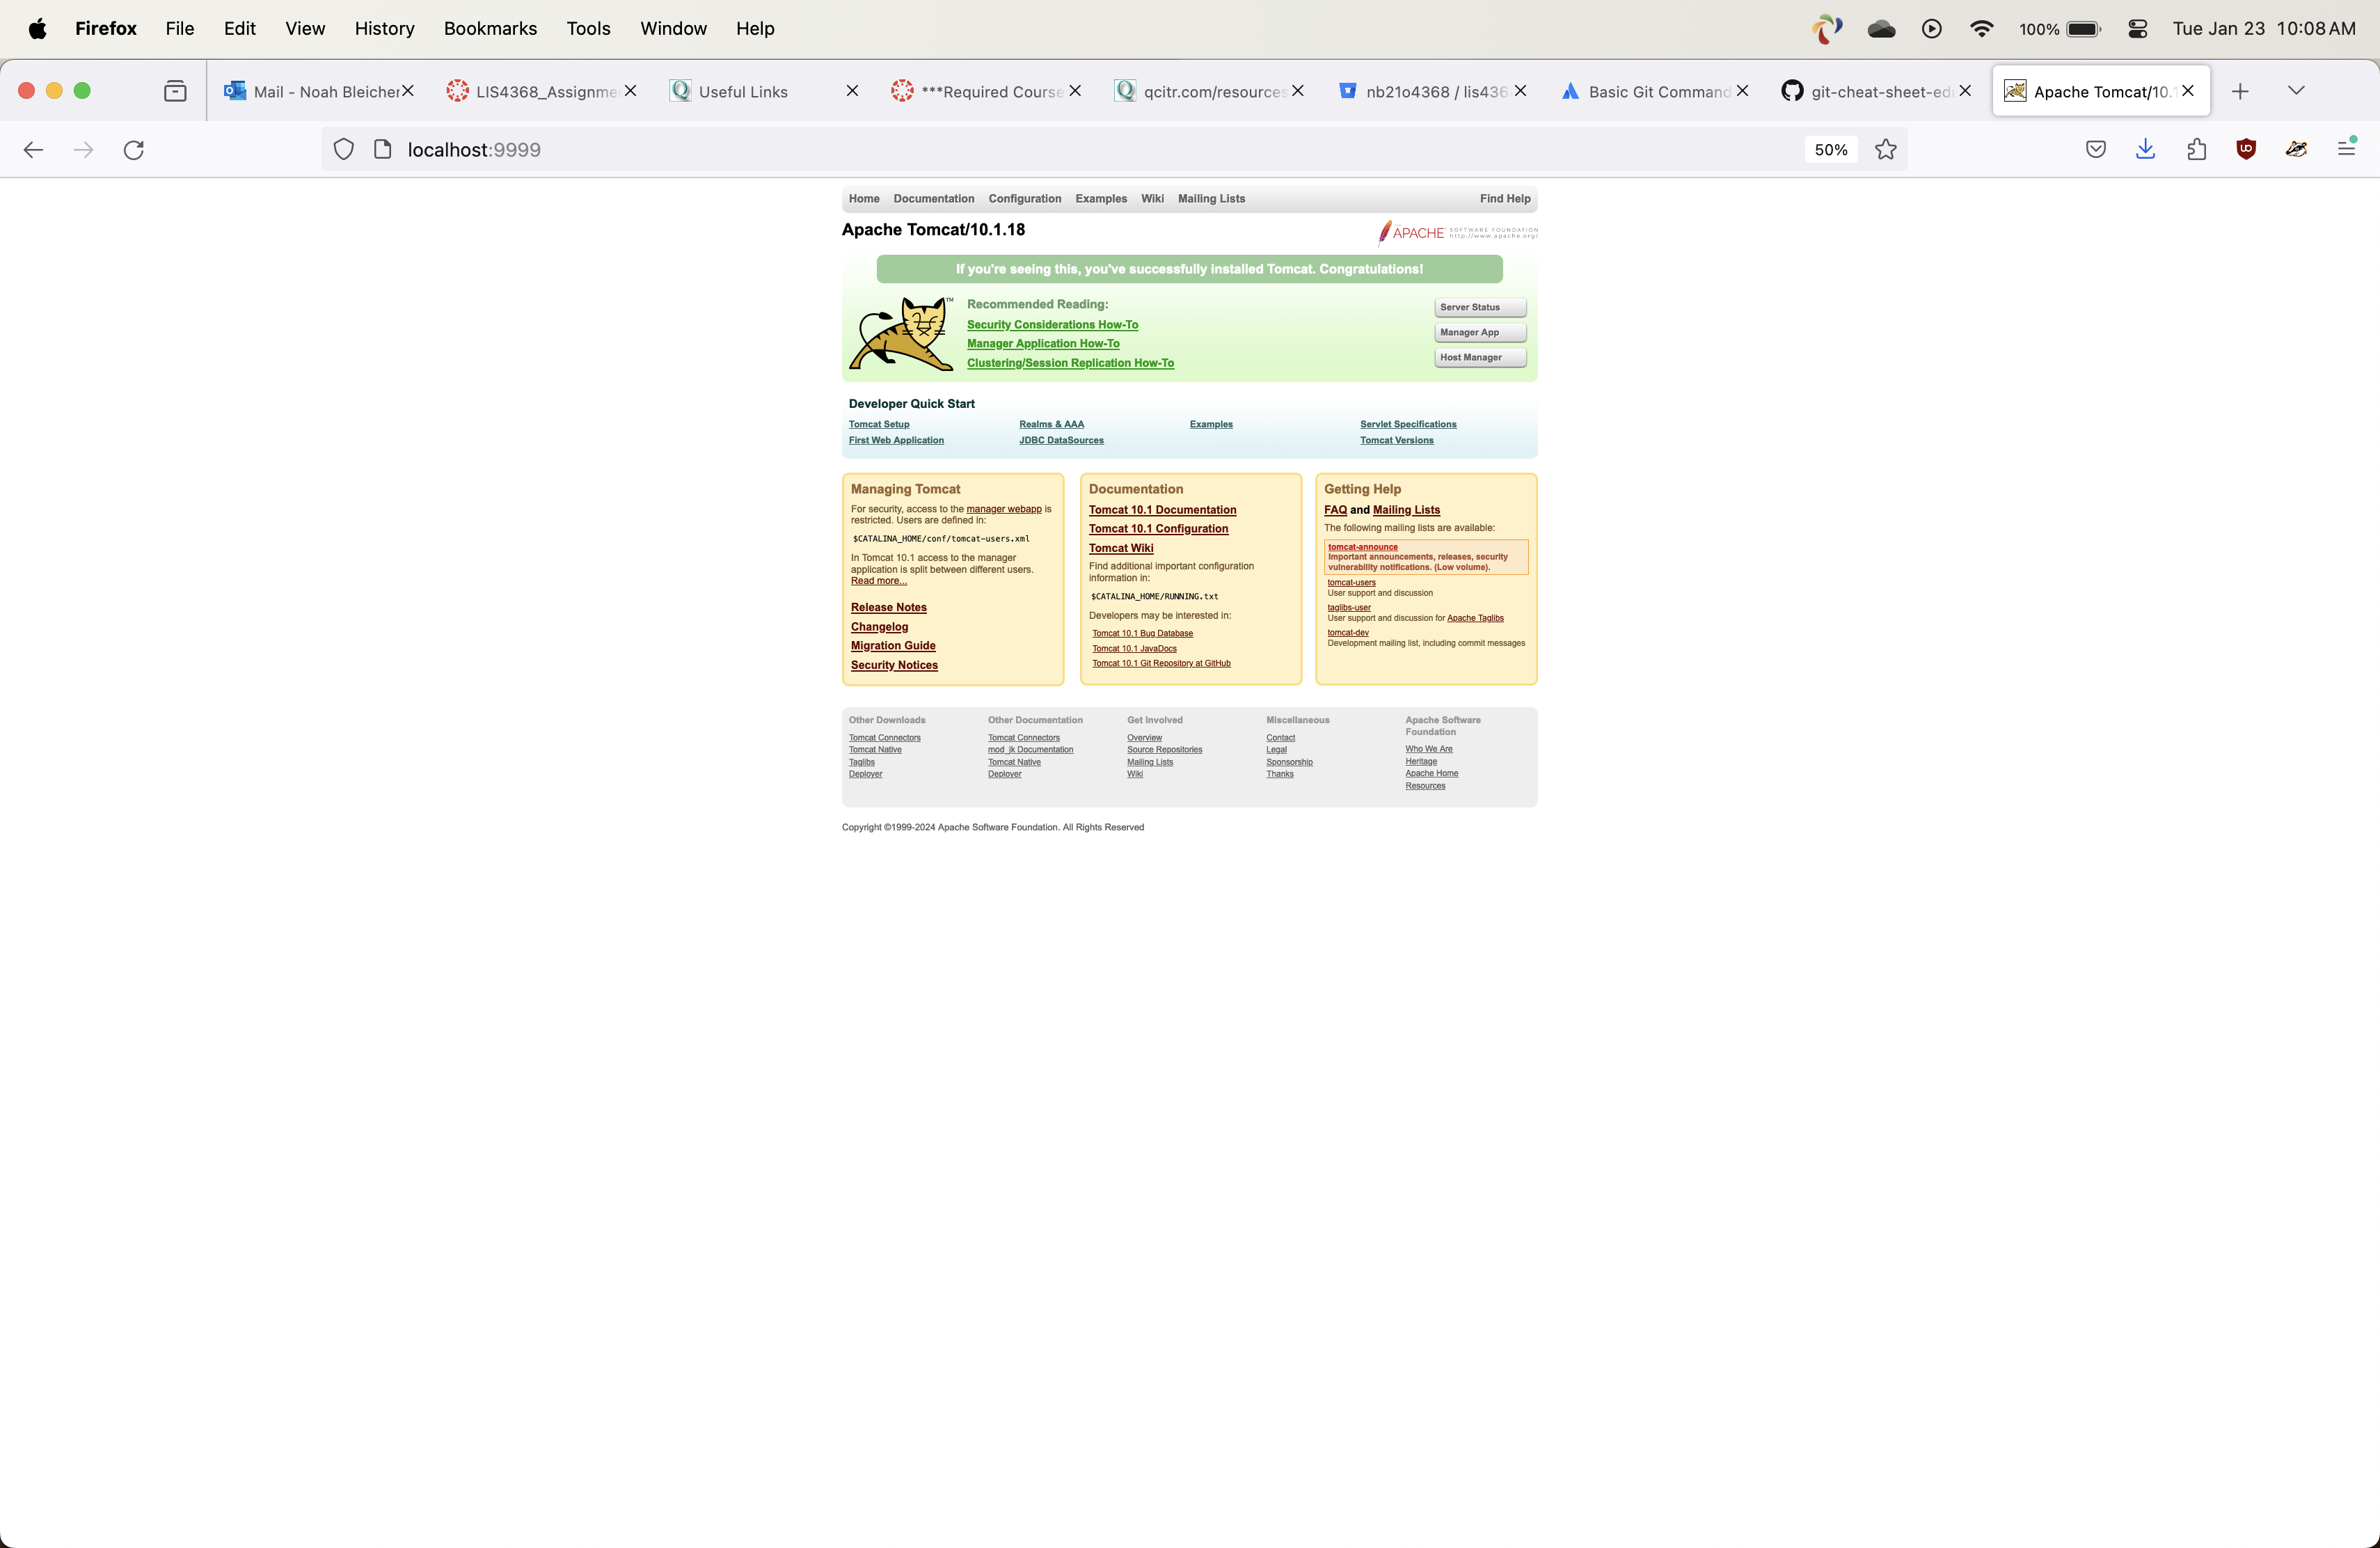 Firefox File Edit View History Bookmarks Tools Window Help 100% Tue Jan 23 10:08 AM
Mail - Noah Bleicher LIS4368_Assignme Useful Links ***Required Course qcitr.com/resources nb21o4368 / lis436 Basic Git Command git-cheat-sheet-edu Apache Tomcat/10.1
localhost:9999 50%
Home Documentation Configuration Examples Wiki Mailing Lists Find Help
Apache Tomcat/10.1.18
APACHE SOFTWARE FOUNDATION
http://www.apache.org/
If you're seeing this, you've successfully installed Tomcat. Congratulations!
TM
Recommended Reading:
Security Considerations How-To
Manager Application How-To
Clustering/Session Replication How-To
Server Status
Manager App
Host Manager
Developer Quick Start
Tomcat Setup
First Web Application
Realms & AAA
JDBC DataSources
Examples
Servlet Specifications
Tomcat Versions
Managing Tomcat
For security, access to the manager webapp is
restricted. Users are defined in:
$CATALINA_HOME/conf/tomcat-users.xml
In Tomcat 10.1 access to the manager
application is split between different users.
Read more...
Release Notes
Changelog
Migration Guide
Security Notices
Documentation
Tomcat 10.1 Documentation
Tomcat 10.1 Configuration
Tomcat Wiki
Find additional important configuration
information in:
$CATALINA_HOME/RUNNING.txt
Developers may be interested in:
Tomcat 10.1 Bug Database
Tomcat 10.1 JavaDocs
Tomcat 10.1 Git Repository at GitHub
Getting Help
FAQ and Mailing Lists
The following mailing lists are available:
tomcat-announce
Important announcements, releases, security
vulnerability notifications. (Low volume).
tomcat-users
User support and discussion
taglibs-user
User support and discussion for Apache Taglibs
tomcat-dev
Development mailing list, including commit messages
Other Downloads
Tomcat Connectors
Tomcat Native
Taglibs
Deployer
Other Documentation
Tomcat Connectors
mod_jk Documentation
Tomcat Native
Deployer
Get Involved
Overview
Source Repositories
Mailing Lists
Wiki
Miscellaneous
Contact
Legal
Sponsorship
Thanks
Apache Software
Foundation
Who We Are
Heritage
Apache Home
Resources
Copyright ©1999-2024 Apache Software Foundation. All Rights Reserved